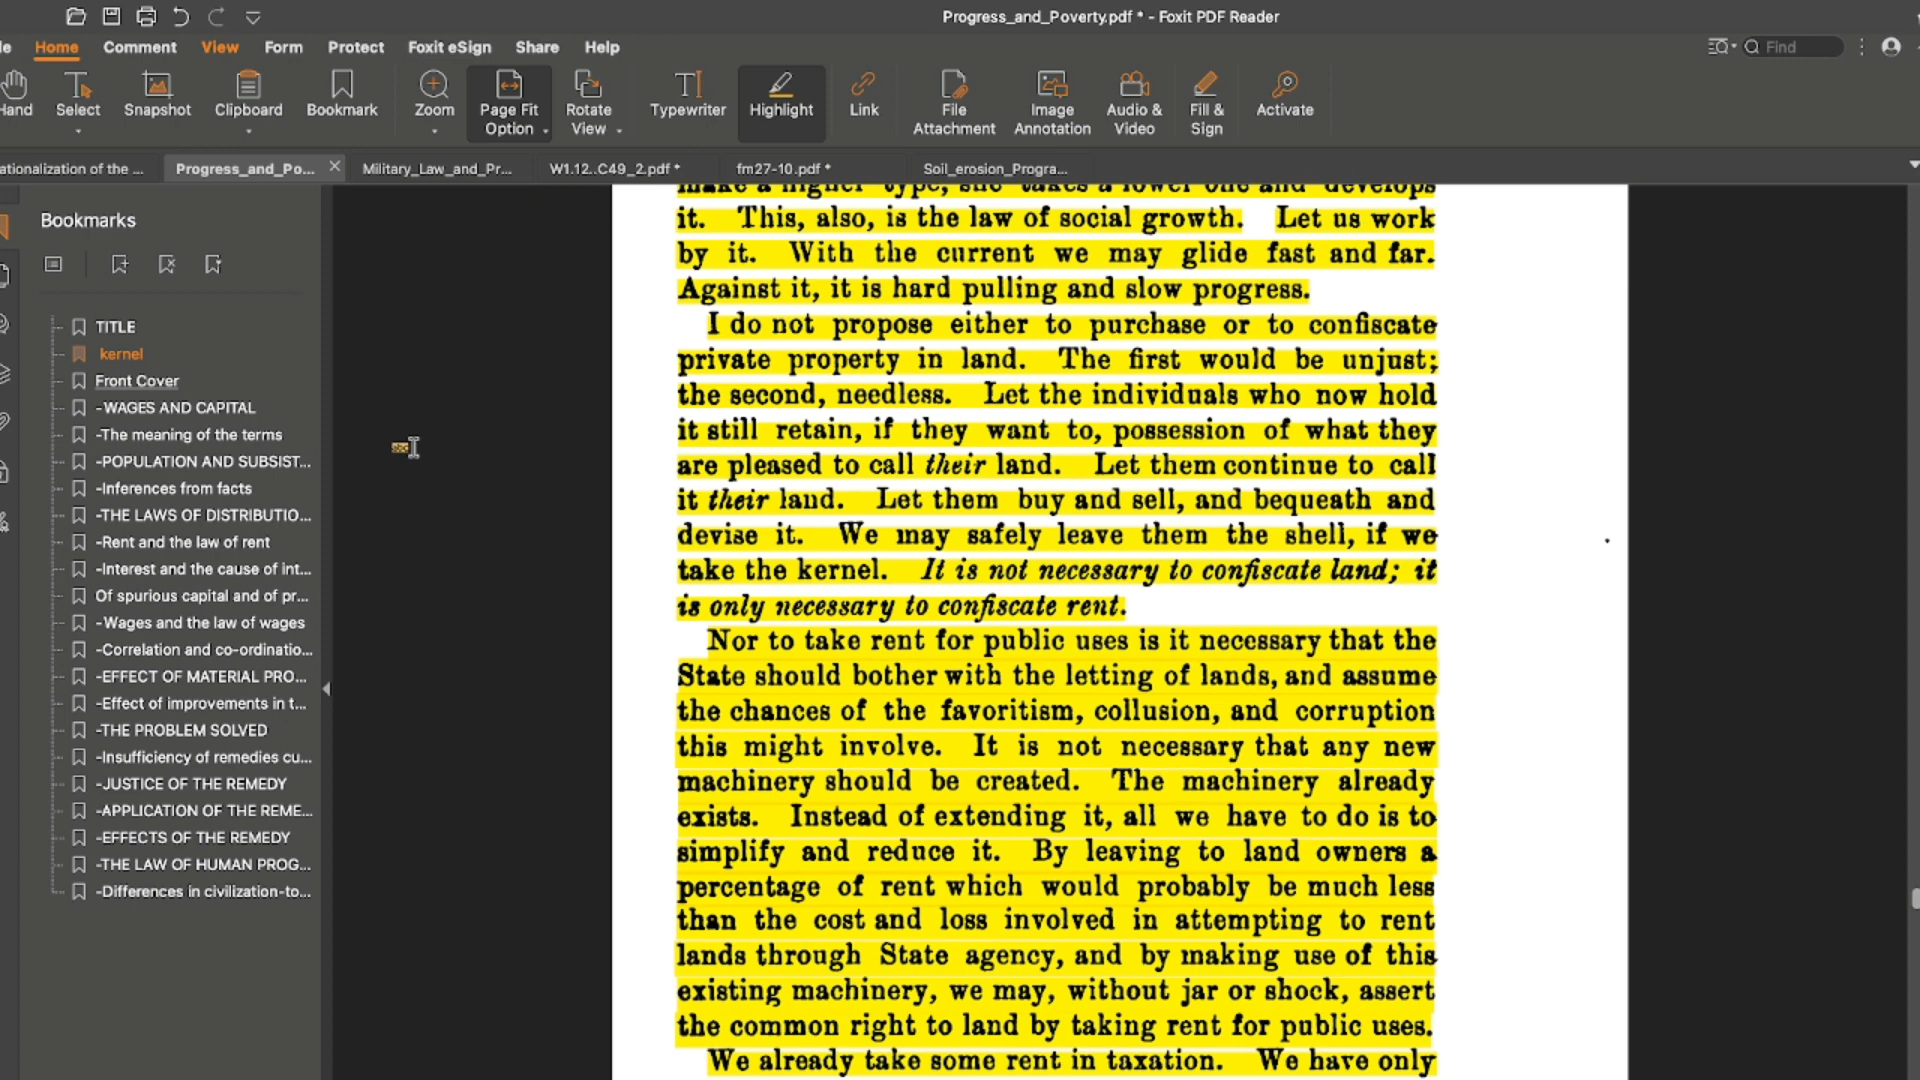 Progress_and_Poverty.pdf * - Foxit PDF Reader
Home Comment View Form Protect Foxit eSign Share Help
Find
Hand Select Snapshot Clipboard Bookmark Zoom Page Fit Option Rotate View Typewriter Highlight Link File Attachment Image Annotation Audio & Video Fill & Sign Activate
ationalization of the ... Progress_and_Po... Military_Law_and_Pr... W1.12..C49_2.pdf * fm27-10.pdf * Soil_erosion_Progra...
Bookmarks
TITLE
kernel
Front Cover
-WAGES AND CAPITAL
-The meaning of the terms
-POPULATION AND SUBSIST...
-Inferences from facts
-THE LAWS OF DISTRIBUTIO...
-Rent and the law of rent
-Interest and the cause of int...
Of spurious capital and of pr...
-Wages and the law of wages
-Correlation and co-ordinatio...
-EFFECT OF MATERIAL PRO...
-Effect of improvements in t...
-THE PROBLEM SOLVED
-Insufficiency of remedies cu...
-JUSTICE OF THE REMEDY
-APPLICATION OF THE REME...
-EFFECTS OF THE REMEDY
-THE LAW OF HUMAN PROG...
-Differences in civilization-to...
make a higher type, she takes a lower one and develops
it. This, also, is the law of social growth. Let us work
by it. With the current we may glide fast and far.
Against it, it is hard pulling and slow progress.
I do not propose either to purchase or to confiscate
private property in land. The first would be unjust;
the second, needless. Let the individuals who now hold
it still retain, if they want to, possession of what they
are pleased to call their land. Let them continue to call
it their land. Let them buy and sell, and bequeath and
devise it. We may safely leave them the shell, if we
take the kernel. It is not necessary to confiscate land; it
is only necessary to confiscate rent.
Nor to take rent for public uses is it necessary that the
State should bother with the letting of lands, and assume
the chances of the favoritism, collusion, and corruption
this might involve. It is not necessary that any new
machinery should be created. The machinery already
exists. Instead of extending it, all we have to do is to
simplify and reduce it. By leaving to land owners a
percentage of rent which would probably be much less
than the cost and loss involved in attempting to rent
lands through State agency, and by making use of this
existing machinery, we may, without jar or shock, assert
the common right to land by taking rent for public uses.
We already take some rent in taxation. We have only